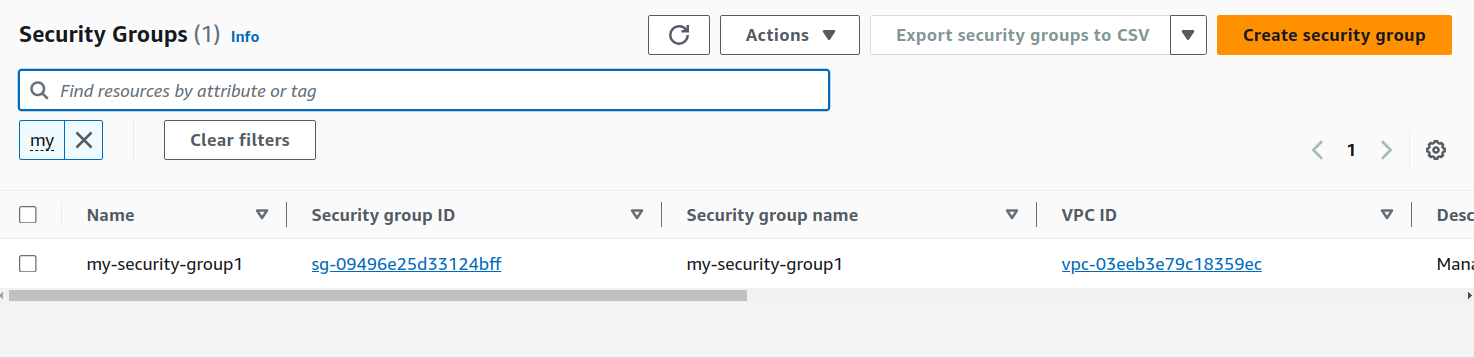 Security Groups (1) Info
Actions
Export security groups to CSV
Create security group
Find resources by attribute or tag
my
Clear filters
1
Name Security group ID Security group name VPC ID Desc
my-security-group1 sg-09496e25d33124bff my-security-group1 vpc-03eeb3e79c18359ec Mana